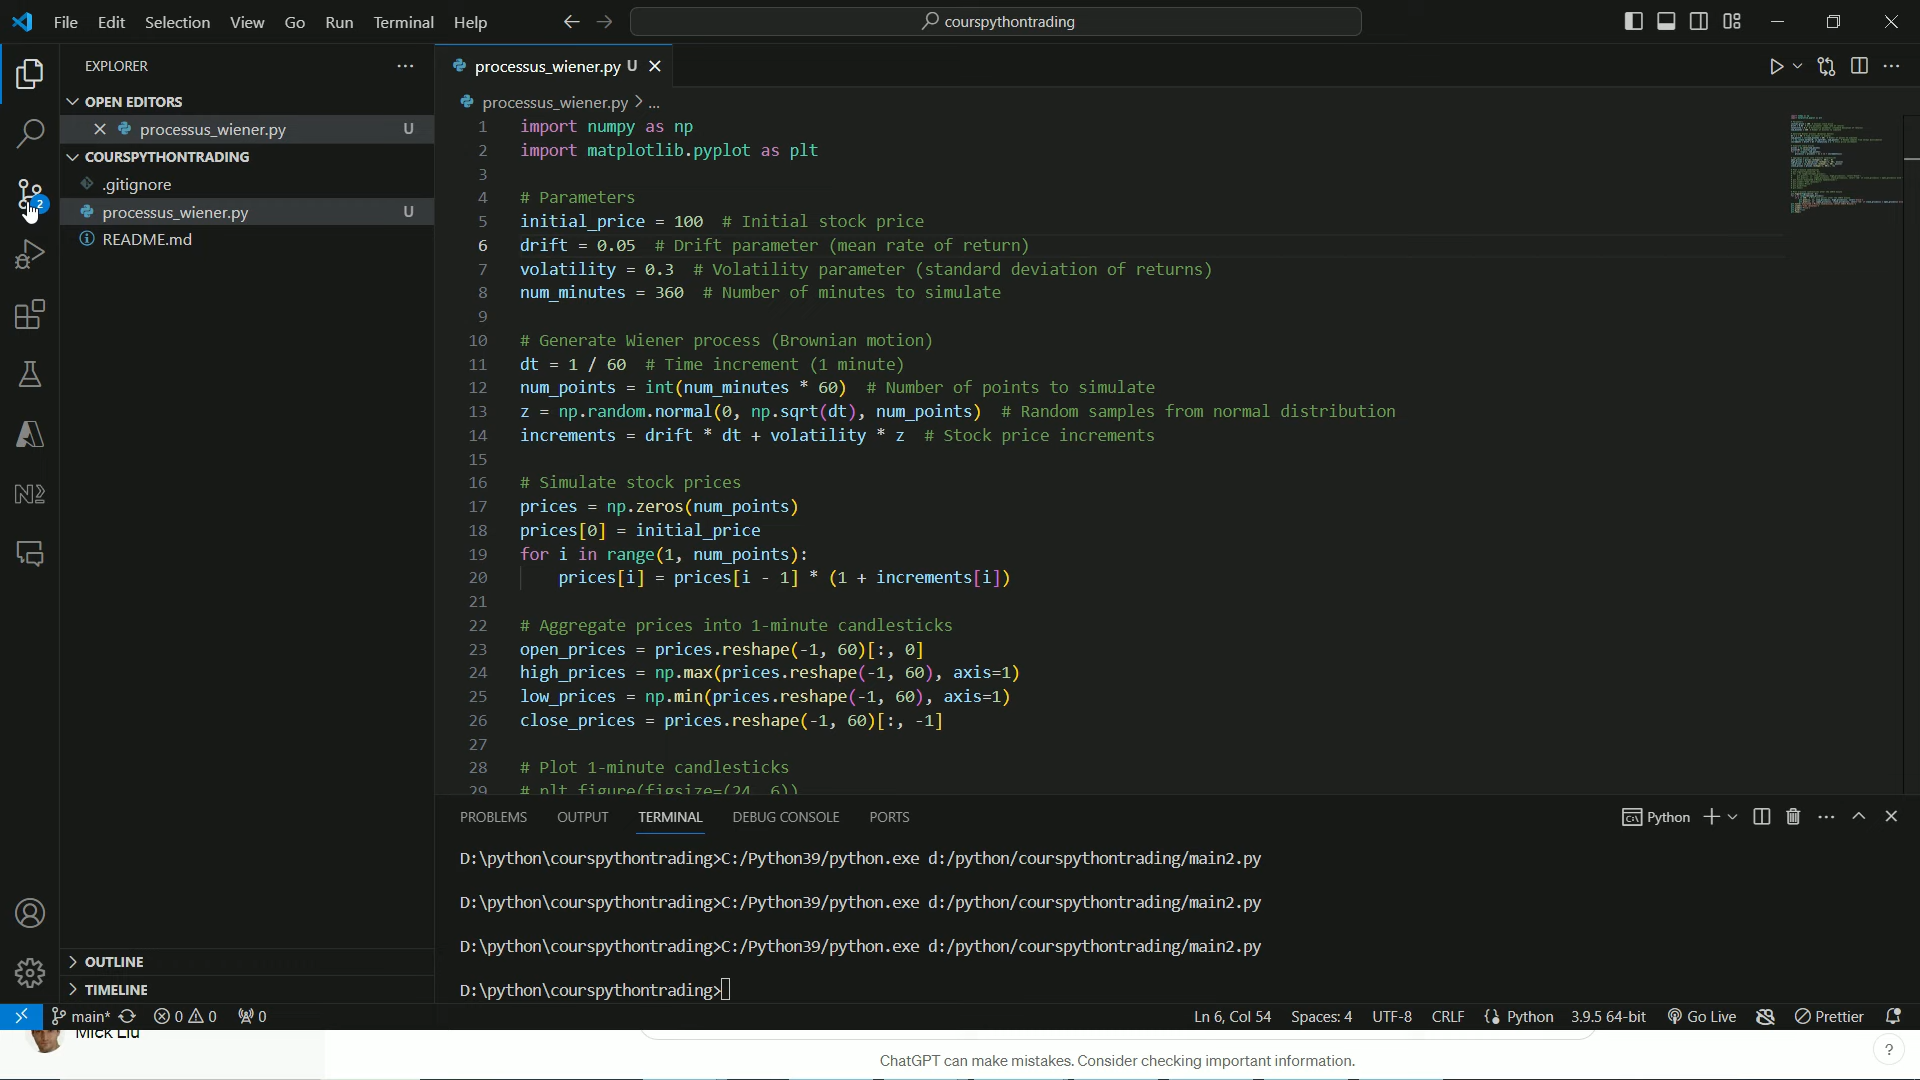 File Edit Selection View Go Run Terminal Help
courspythontrading
EXPLORER
processus_wiener.py U
OPEN EDITORS
processus_wiener.py > ...
processus_wiener.py U
COURSPYTHONTRADING
.gitignore
processus_wiener.py U
README.md
2
1 import numpy as np
2 import matplotlib.pyplot as plt
3
4 # Parameters
5 initial_price = 100 # Initial stock price
6 drift = 0.05 # Drift parameter (mean rate of return)
7 volatility = 0.3 # Volatility parameter (standard deviation of returns)
8 num_minutes = 360 # Number of minutes to simulate
9
10 # Generate Wiener process (Brownian motion)
11 dt = 1 / 60 # Time increment (1 minute)
12 num_points = int(num_minutes * 60) # Number of points to simulate
13 z = np.random.normal(0, np.sqrt(dt), num_points) # Random samples from normal distribution
14 increments = drift * dt + volatility * z # Stock price increments
15
16 # Simulate stock prices
17 prices = np.zeros(num_points)
18 prices[0] = initial_price
19 for i in range(1, num_points):
20 prices[i] = prices[i - 1] * (1 + increments[i])
21
22 # Aggregate prices into 1-minute candlesticks
23 open_prices = prices.reshape(-1, 60)[:, 0]
24 high_prices = np.max(prices.reshape(-1, 60), axis=1)
25 low_prices = np.min(prices.reshape(-1, 60), axis=1)
26 close_prices = prices.reshape(-1, 60)[:, -1]
27
28 # Plot 1-minute candlesticks
29 # plt.figure(figsize=(24, 6))
PROBLEMS OUTPUT TERMINAL DEBUG CONSOLE PORTS
Python
D:\python\courspythontrading>C:/Python39/python.exe d:/python/courspythontrading/main2.py
D:\python\courspythontrading>C:/Python39/python.exe d:/python/courspythontrading/main2.py
D:\python\courspythontrading>C:/Python39/python.exe d:/python/courspythontrading/main2.py
D:\python\courspythontrading>
OUTLINE
TIMELINE
main* 0 0 0
Ln 6, Col 54 Spaces: 4 UTF-8 CRLF Python 3.9.5 64-bit Go Live Prettier
Mick Liu
ChatGPT can make mistakes. Consider checking important information.
?